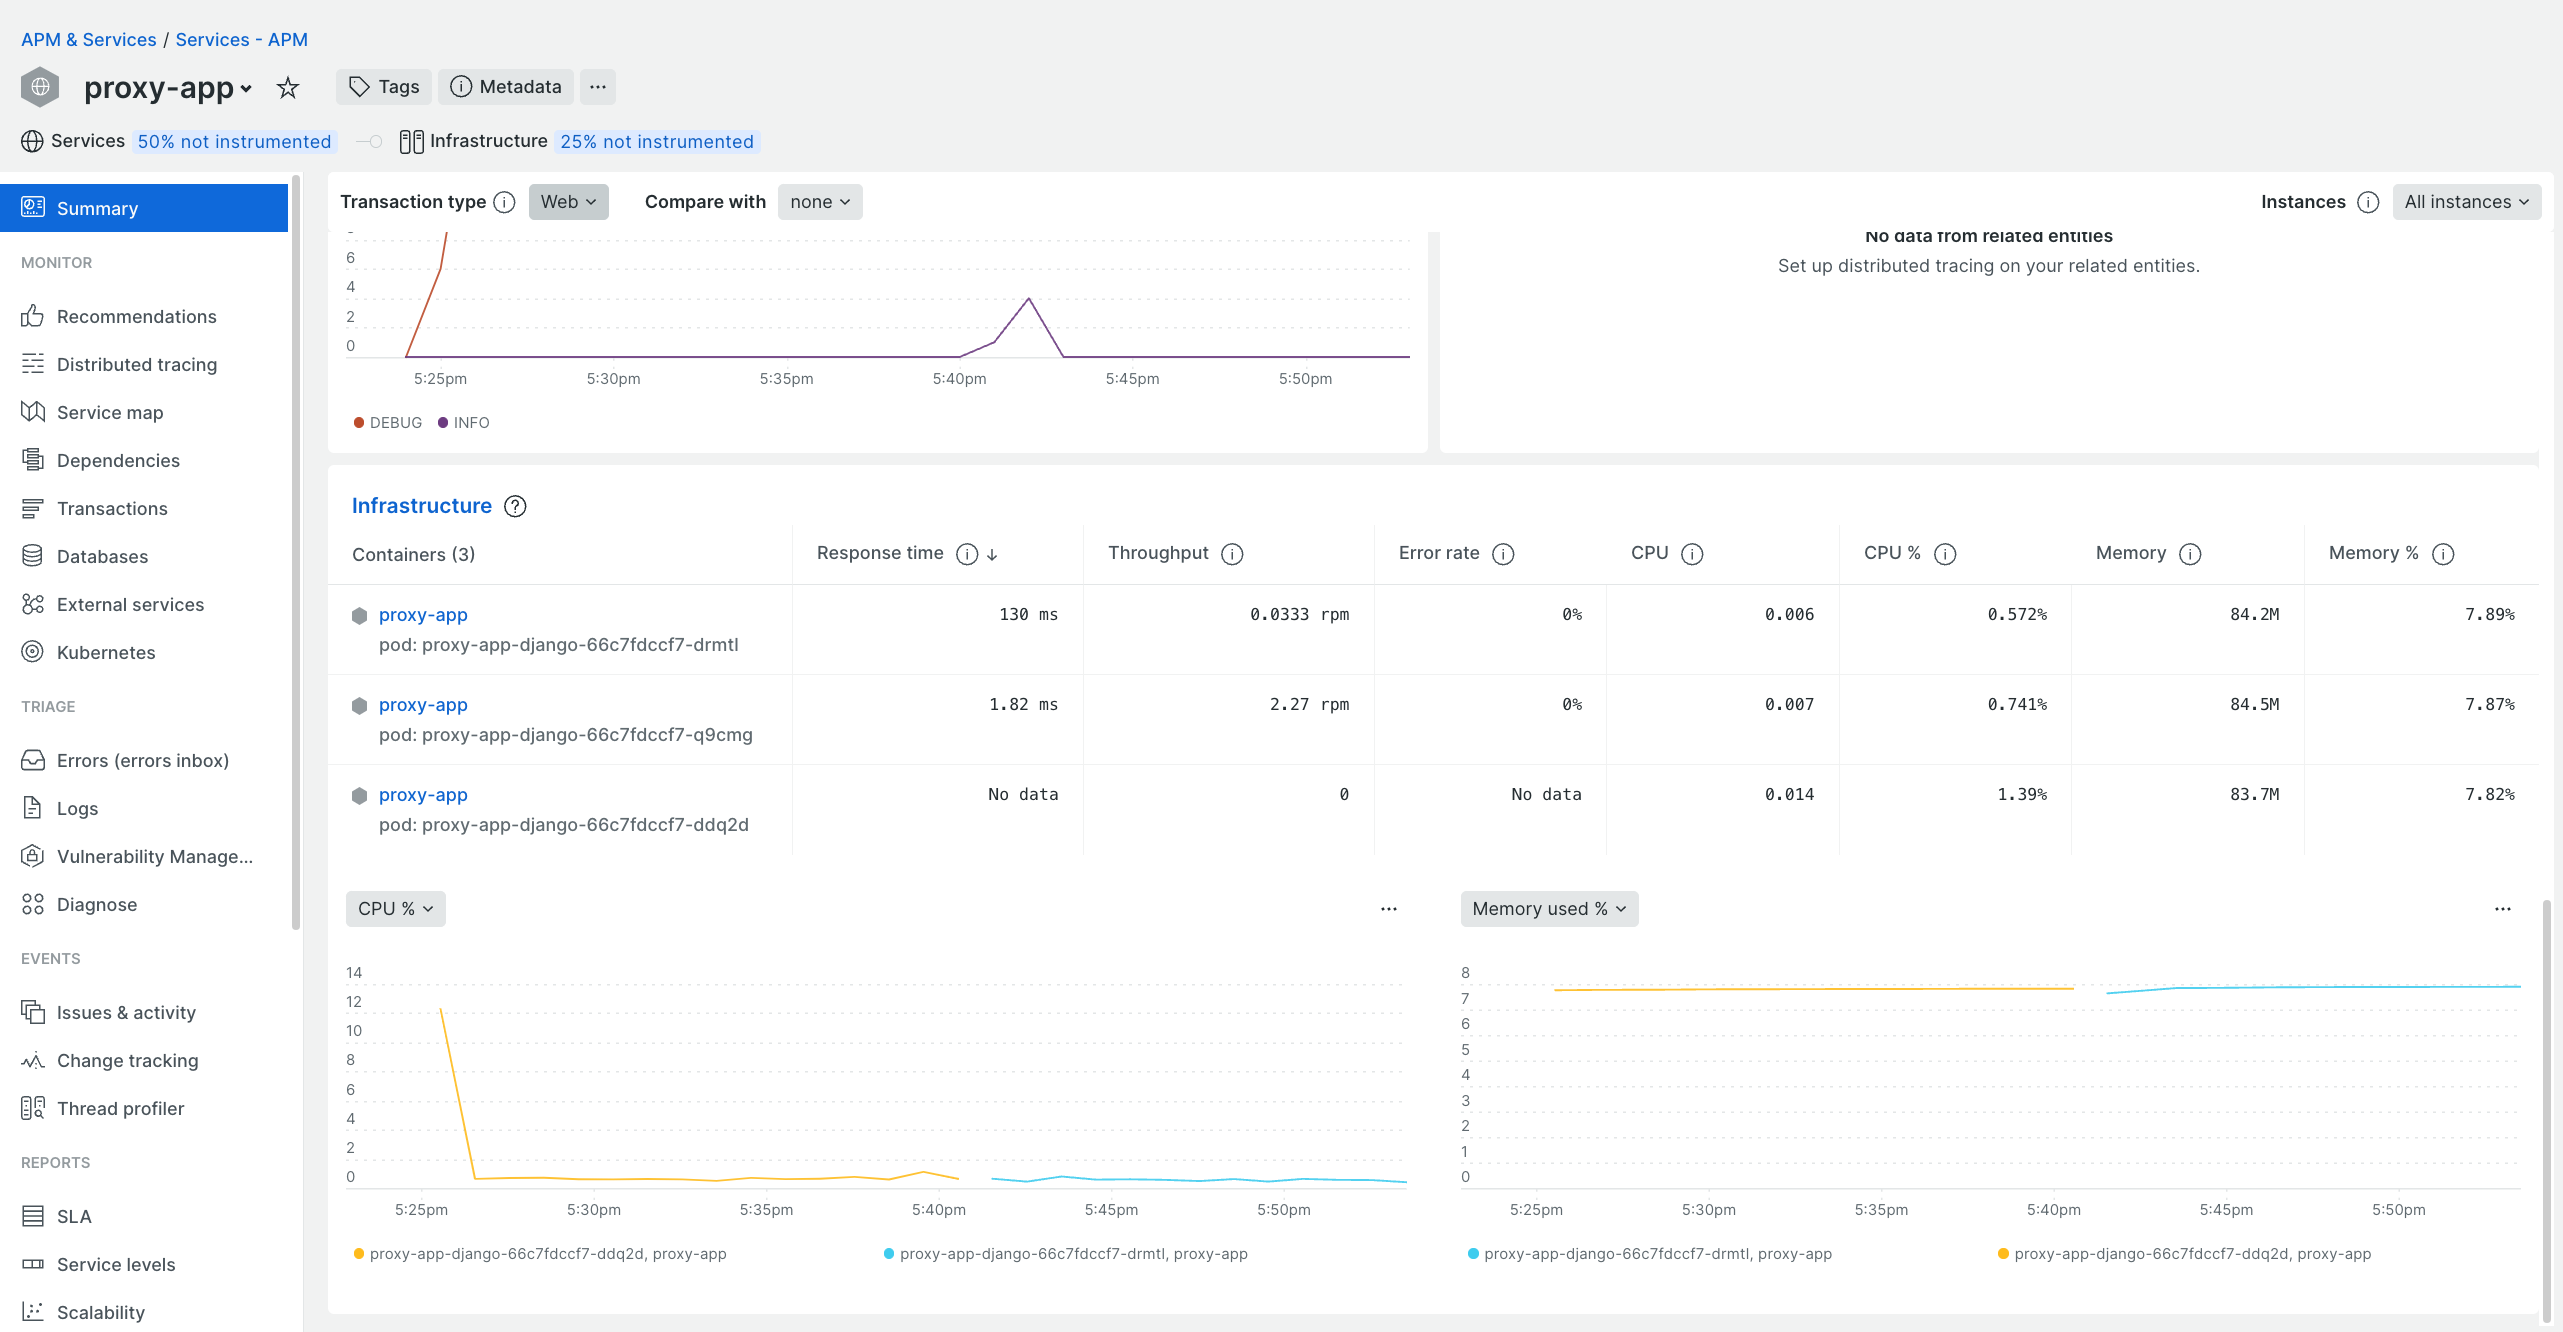 APM & Services / Services - APM
proxy-app
Tags
Metadata
...
Services 50% not instrumented
Infrastructure 25% not instrumented
Summary
MONITOR
Recommendations
Distributed tracing
Service map
Dependencies
Transactions
Databases
External services
Kubernetes
TRIAGE
Errors (errors inbox)
Logs
Vulnerability Manage...
Diagnose
EVENTS
Issues & activity
Change tracking
Thread profiler
REPORTS
SLA
Service levels
Scalability
Transaction type Web
Compare with none
Instances All instances
6
4
2
0
5:25pm 5:30pm 5:35pm 5:40pm 5:45pm 5:50pm
DEBUG INFO
No data from related entities
Set up distributed tracing on your related entities.
Infrastructure
Containers (3) Response time Throughput Error rate CPU CPU % Memory Memory %
proxy-app 130 ms 0.0333 rpm 0% 0.006 0.572% 84.2M 7.89%
pod: proxy-app-django-66c7fdccf7-drmtl
proxy-app 1.82 ms 2.27 rpm 0% 0.007 0.741% 84.5M 7.87%
pod: proxy-app-django-66c7fdccf7-q9cmg
proxy-app No data 0 No data 0.014 1.39% 83.7M 7.82%
pod: proxy-app-django-66c7fdccf7-ddq2d
CPU %
...
14
12
10
8
6
4
2
0
5:25pm 5:30pm 5:35pm 5:40pm 5:45pm 5:50pm
proxy-app-django-66c7fdccf7-ddq2d, proxy-app proxy-app-django-66c7fdccf7-drmtl, proxy-app
Memory used %
...
8
7
6
5
4
3
2
1
0
5:25pm 5:30pm 5:35pm 5:40pm 5:45pm 5:50pm
proxy-app-django-66c7fdccf7-drmtl, proxy-app proxy-app-django-66c7fdccf7-ddq2d, proxy-app